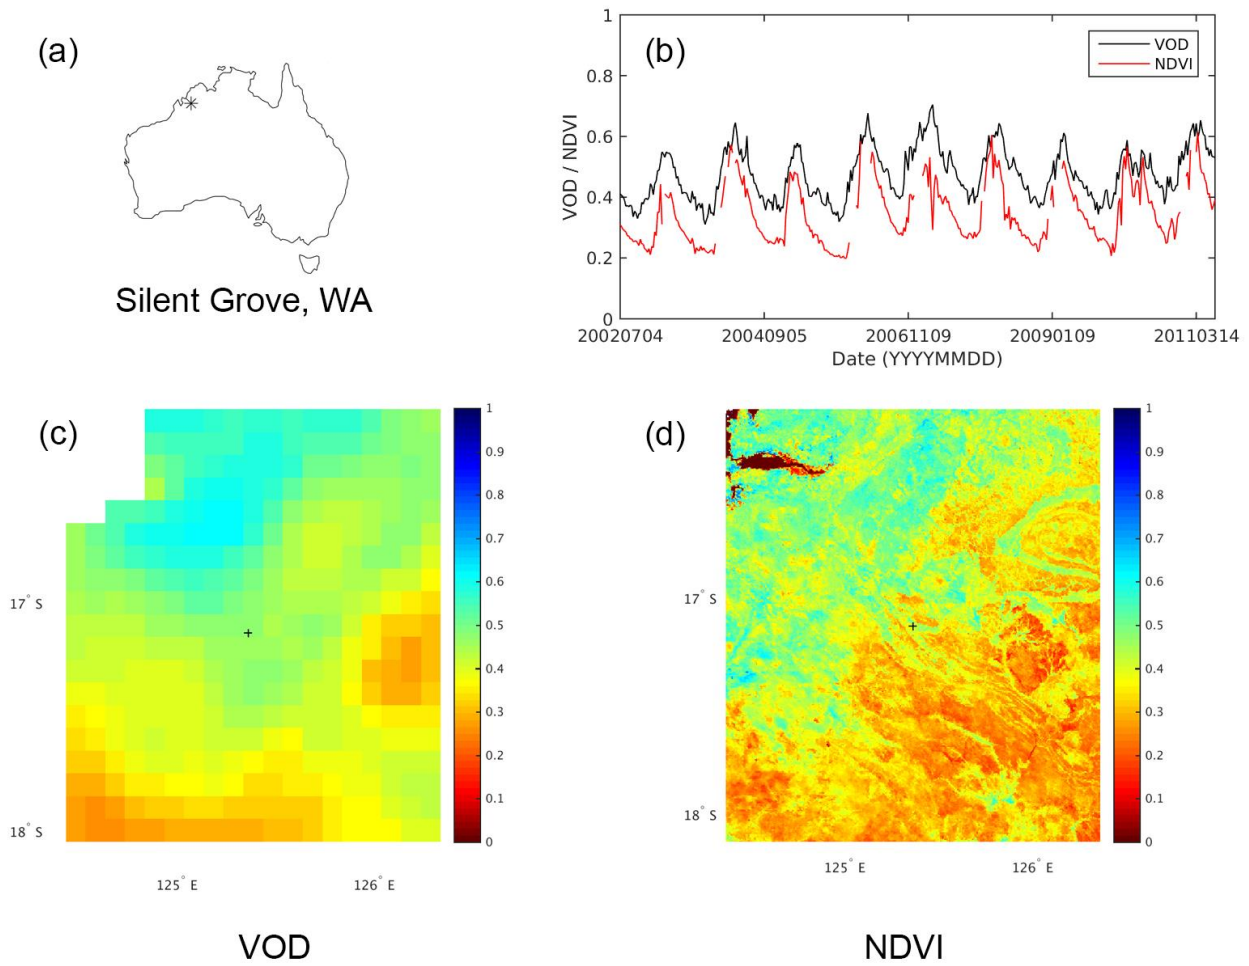 (a)
Silent Grove, WA
(b)
VOD / NDVI
1
0.8
0.6
0.4
0.2
0
VOD
NDVI
20020704 20040905 20061109 20090109 20110314
Date (YYYYMMDD)
(c)
17° S
18° S
125° E 126° E
1
0.9
0.8
0.7
0.6
0.5
0.4
0.3
0.2
0.1
0
VOD
(d)
17° S
18° S
125° E 126° E
1
0.9
0.8
0.7
0.6
0.5
0.4
0.3
0.2
0.1
0
NDVI